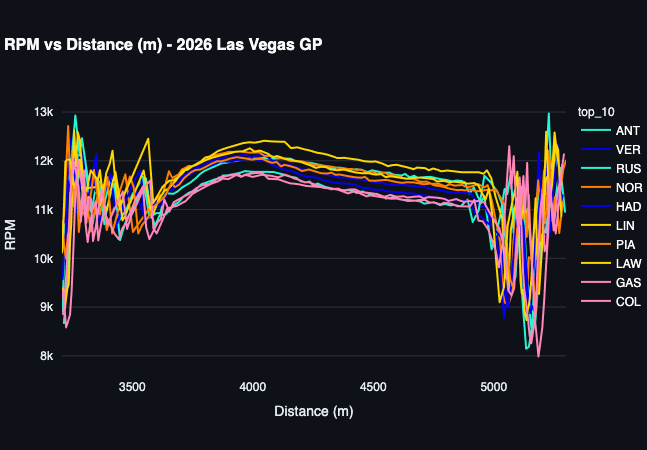 RPM vs Distance (m) - 2026 Las Vegas GP
top_10
ANT
VER
RUS
NOR
HAD
LIN
PIA
LAW
GAS
COL
RPM
13k
12k
11k
10k
9k
8k
3500
4000
4500
5000
Distance (m)